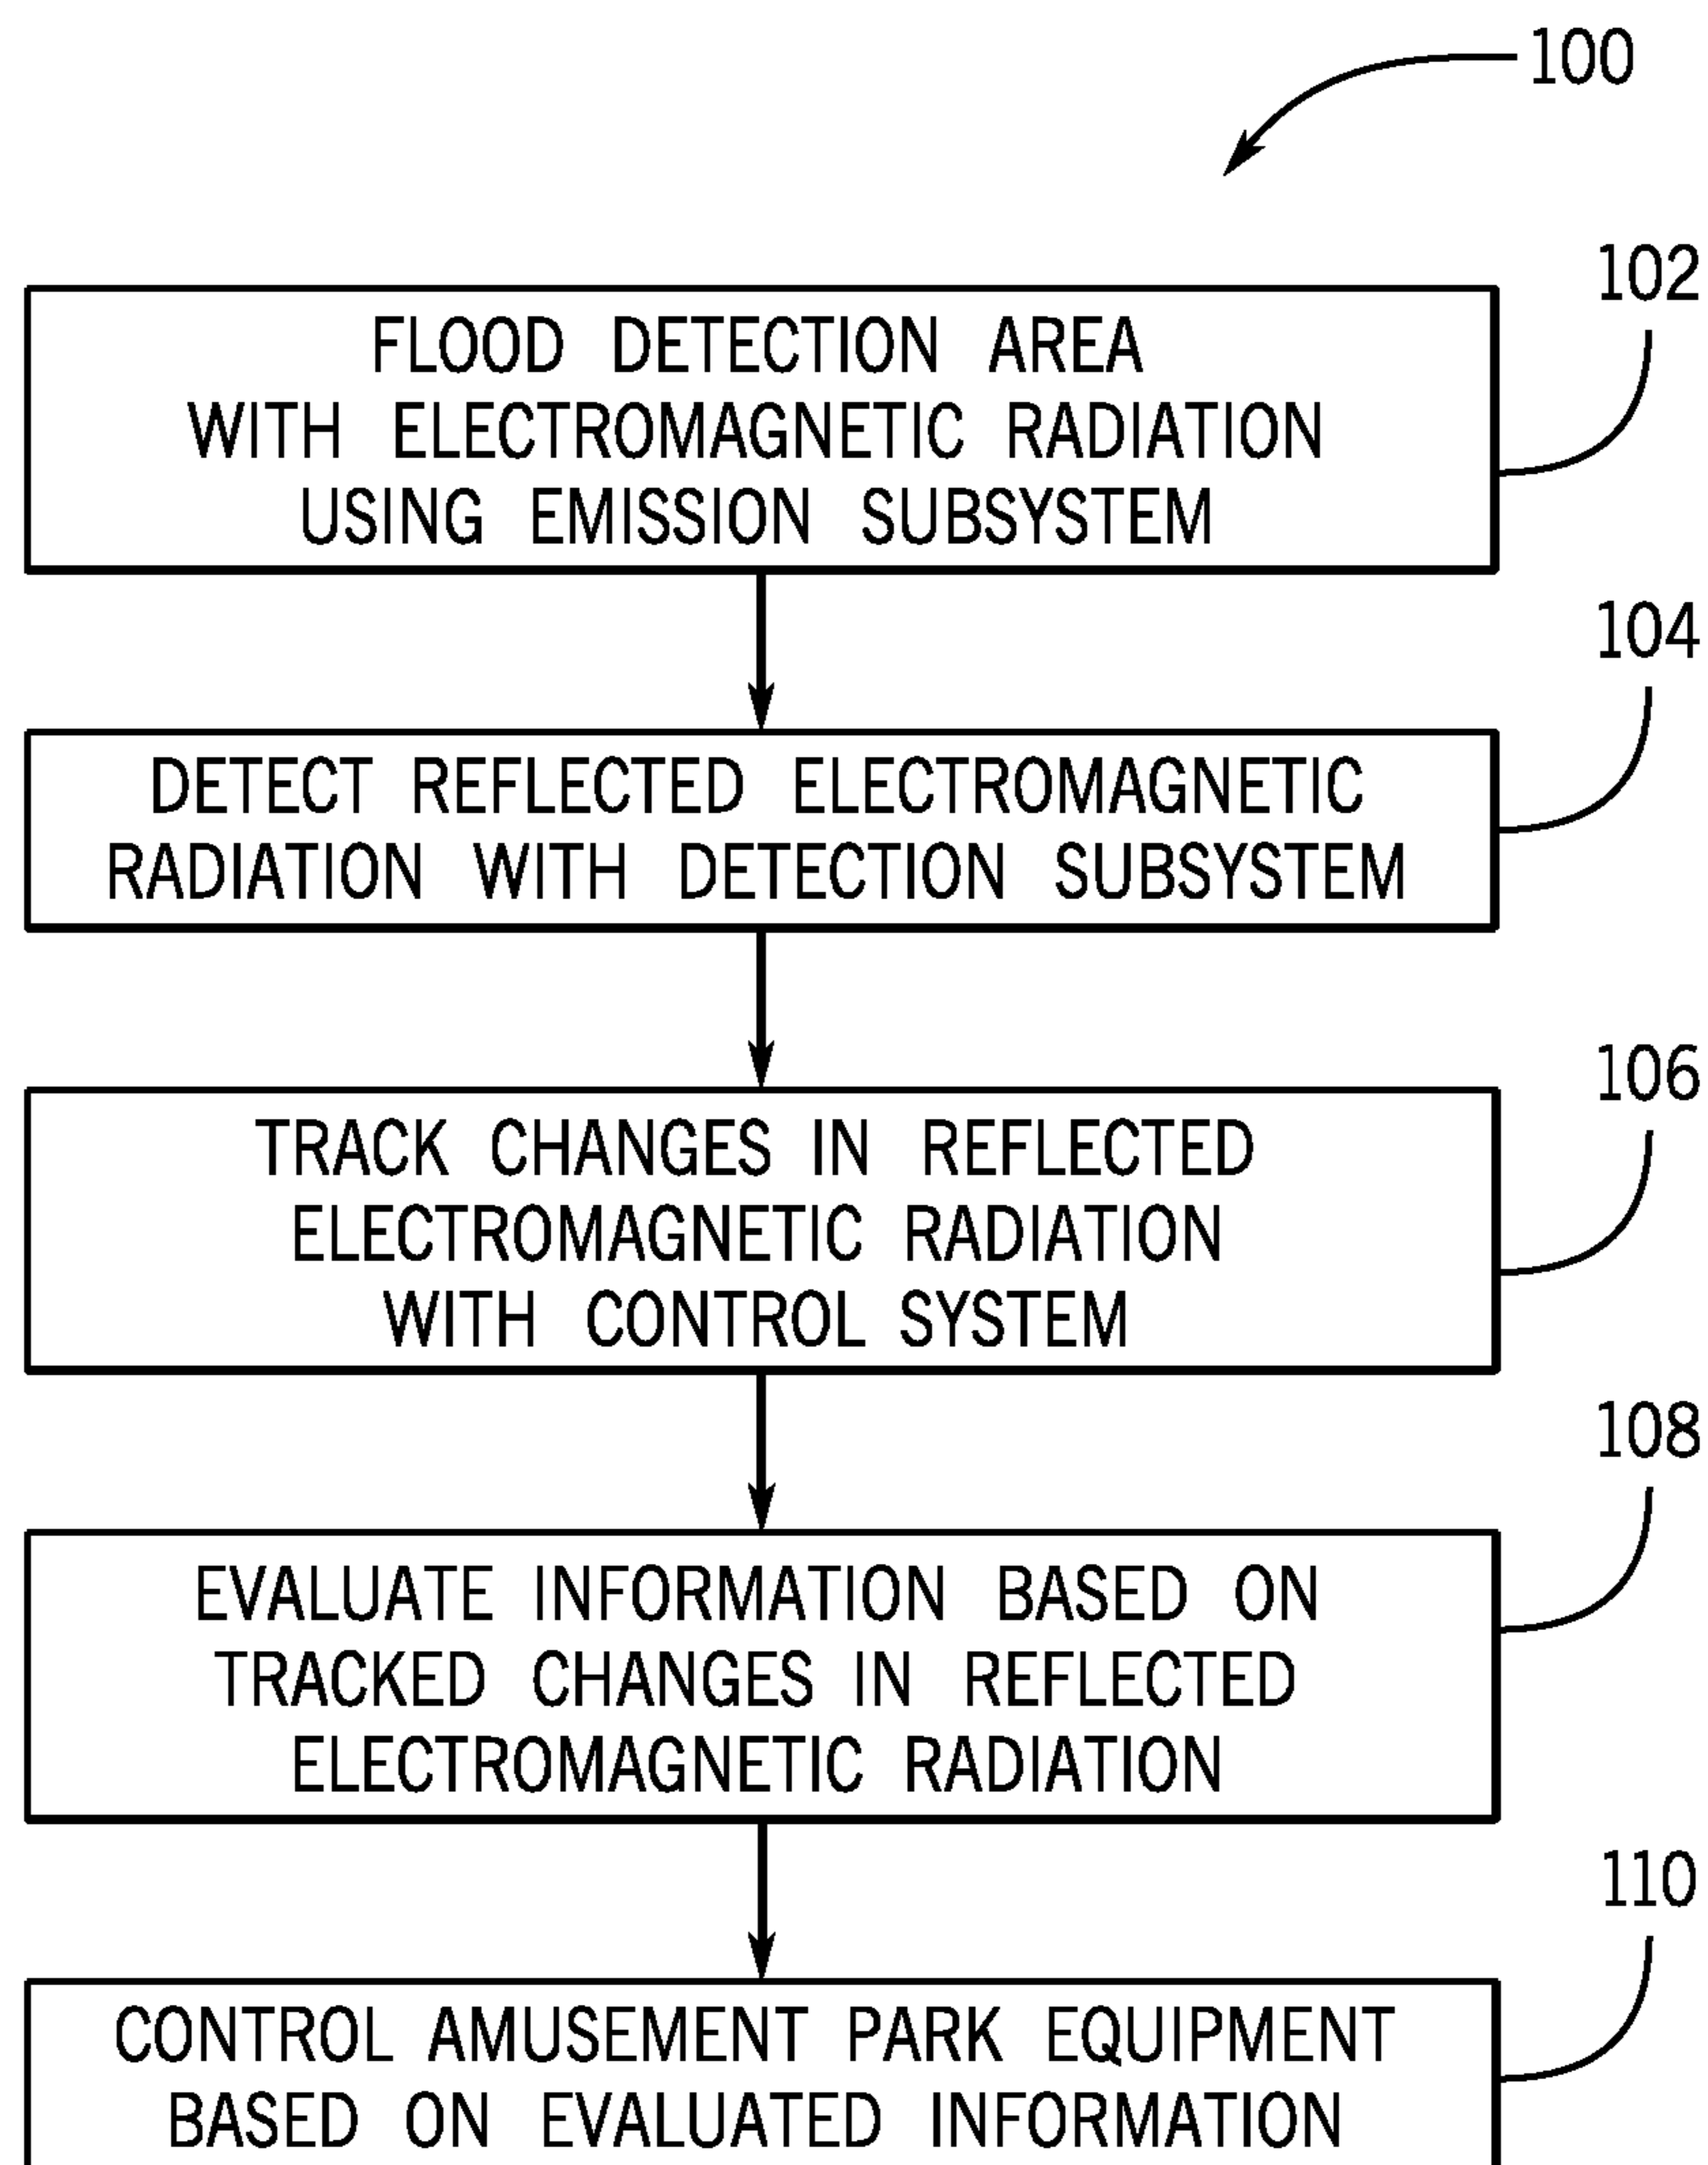 100
102
FLOOD DETECTION AREA
WITH ELECTROMAGNETIC RADIATION
USING EMISSION SUBSYSTEM
104
DETECT REFLECTED ELECTROMAGNETIC
RADIATION WITH DETECTION SUBSYSTEM
106
TRACK CHANGES IN REFLECTED
ELECTROMAGNETIC RADIATION
WITH CONTROL SYSTEM
108
EVALUATE INFORMATION BASED ON
TRACKED CHANGES IN REFLECTED
ELECTROMAGNETIC RADIATION
110
CONTROL AMUSEMENT PARK EQUIPMENT
BASED ON EVALUATED INFORMATION